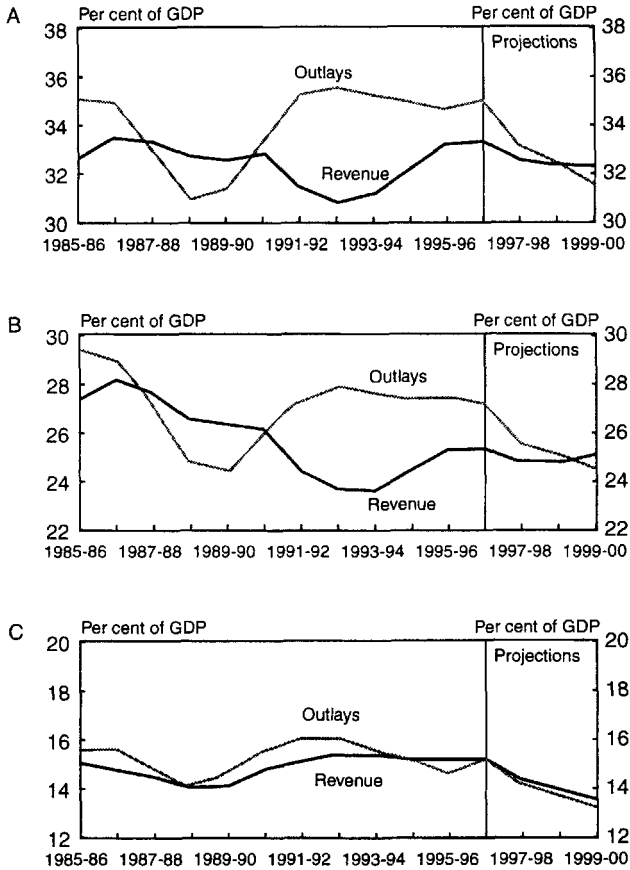 A
Per cent of GDP Per cent of GDP
38 38
Projections
36 36
Outlays
34 34
32 32
Revenue
30 30
1985-86 1987-88 1989-90 1991-92 1993-94 1995-96 1997-98 1999-00
B
Per cent of GDP Per cent of GDP
30 30
Projections
28 28
Outlays
26 26
24 24
Revenue
22 22
1985-86 1987-88 1989-90 1991-92 1993-94 1995-96 1997-98 1999-00
C
Per cent of GDP Per cent of GDP
20 20
Projections
18 18
Outlays
16 16
14 14
Revenue
12 12
1985-86 1987-88 1989-90 1991-92 1993-94 1995-96 1997-98 1999-00